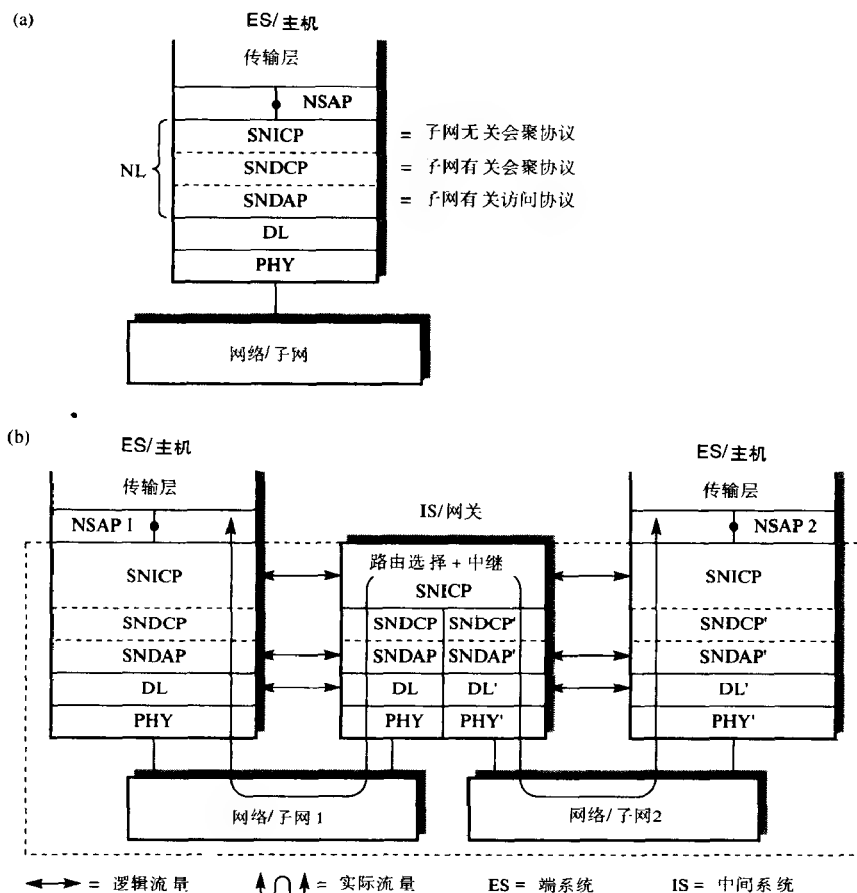 (a)
ES/主机
传输层
NSAP
NL
SNICP = 子网无关会聚协议
SNDCP = 子网有关会聚协议
SNDAP = 子网有关访问协议
DL
PHY
网络/子网
(b)
ES/主机
传输层
NSAP 1
SNICP
SNDCP
SNDAP
DL
PHY
IS/网关
路由选择 + 中继
SNICP
SNDCP SNDCP'
SNDAP SNDAP'
DL DL'
PHY PHY'
ES/主机
传输层
NSAP 2
SNICP
SNDCP'
SNDAP'
DL'
PHY'
网络/子网1
网络/子网2
= 逻辑流量 = 实际流量 ES = 端系统 IS = 中间系统